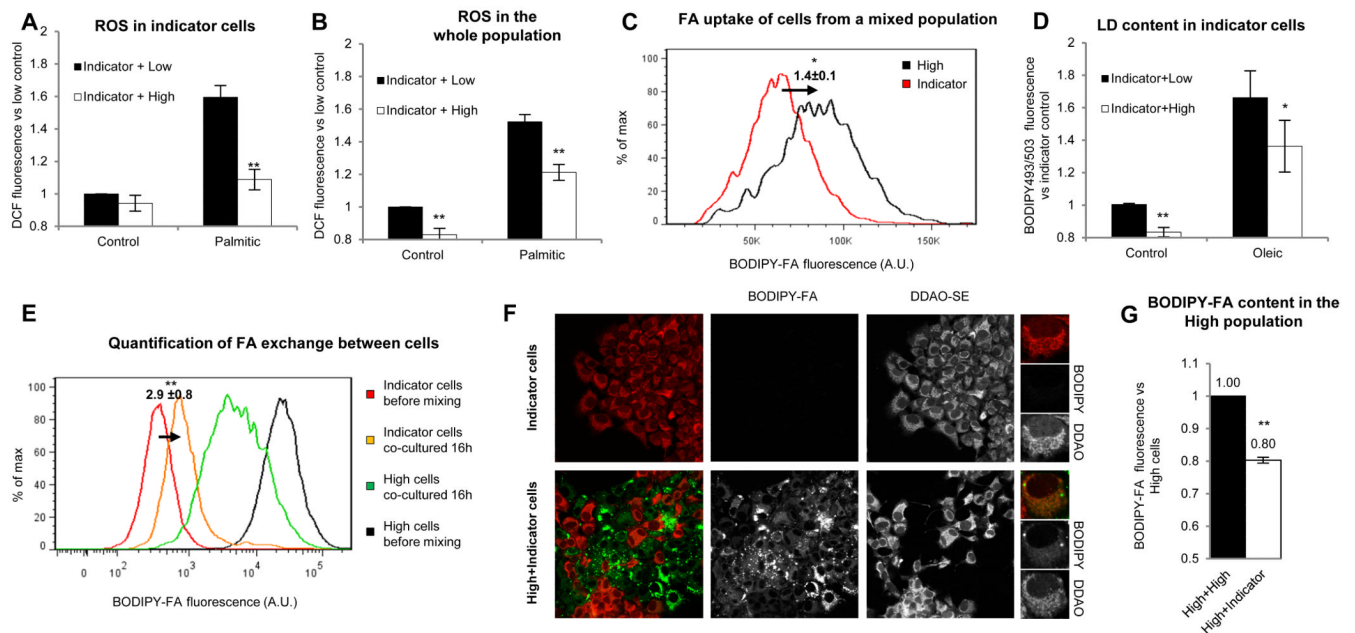 A
ROS in indicator cells
DCF fluorescence vs low control
2
1.8
1.6
1.4
1.2
1
0.8
Indicator + Low
Indicator + High
**
Control
Palmitic
B
ROS in the
whole population
DCF fluorescence vs low control
2
1.8
1.6
1.4
1.2
1
0.8
Indicator + Low
Indicator + High
**
**
Control
Palmitic
C
FA uptake of cells from a mixed population
% of max
100
80
60
40
20
0
*
1.4±0.1
High
Indicator
50K
100K
150K
BODIPY-FA fluorescence (A.U.)
D
LD content in indicator cells
BODIPY493/503 fluorescence
vs indicator control
2
1.8
1.6
1.4
1.2
1
0.8
Indicator+Low
Indicator+High
**
*
Control
Oleic
E
Quantification of FA exchange between cells
% of max
100
80
60
40
20
0
**
2.9 ±0.8
0
10²
10³
10⁴
10⁵
BODIPY-FA fluorescence (A.U.)
Indicator cells
before mixing
Indicator cells
co-cultured 16h
High cells
co-cultured 16h
High cells
before mixing
F
BODIPY-FA
DDAO-SE
Indicator cells
High+Indicator cells
BODIPY
DDAO
BODIPY
DDAO
G
BODIPY-FA content in the
High population
BODIPY-FA fluorescence vs
High cells
1.1
1
0.9
0.8
0.7
0.6
0.5
1.00
**
0.80
High+High
High+Indicator